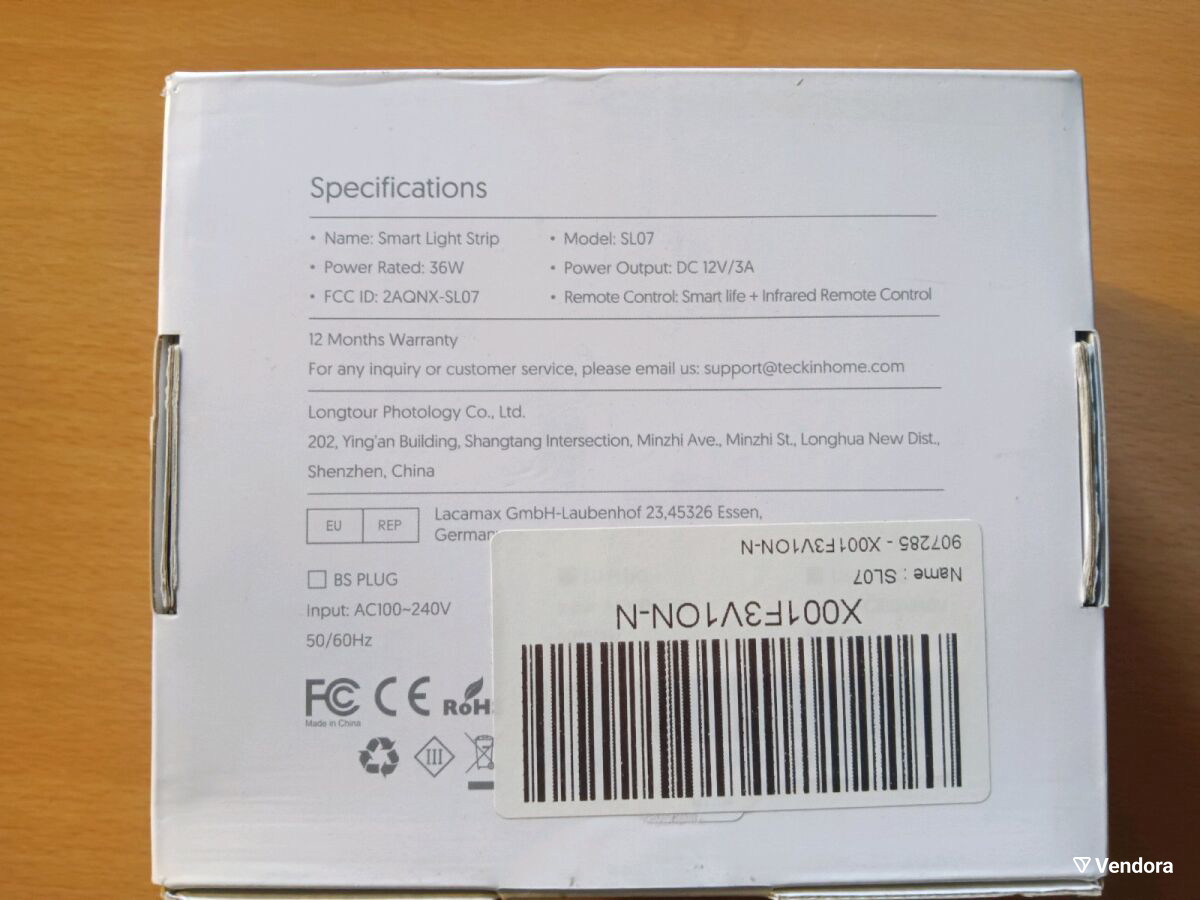 Specifications
• Name: Smart Light Strip
• Model: SL07
• Power Rated: 36W
• Power Output: DC 12V/3A
• FCC ID: 2AQNX-SL07
• Remote Control: Smart life + Infrared Remote Control
12 Months Warranty
For any inquiry or customer service, please email us: support@teckinhome.com
Longtour Photology Co., Ltd.
202, Ying'an Building, Shangtang Intersection, Minzhi Ave., Minzhi St., Longhua New Dist.,
Shenzhen, China
EU REP
Lacamax GmbH-Laubenhof 23,45326 Essen,
German
BS PLUG
Input: AC100~240V
50/60Hz
FC CE RoH
Made in China
III
X001F3V1ON-N
Name : SL07
907285 - X001F3V1ON-N
Vendora